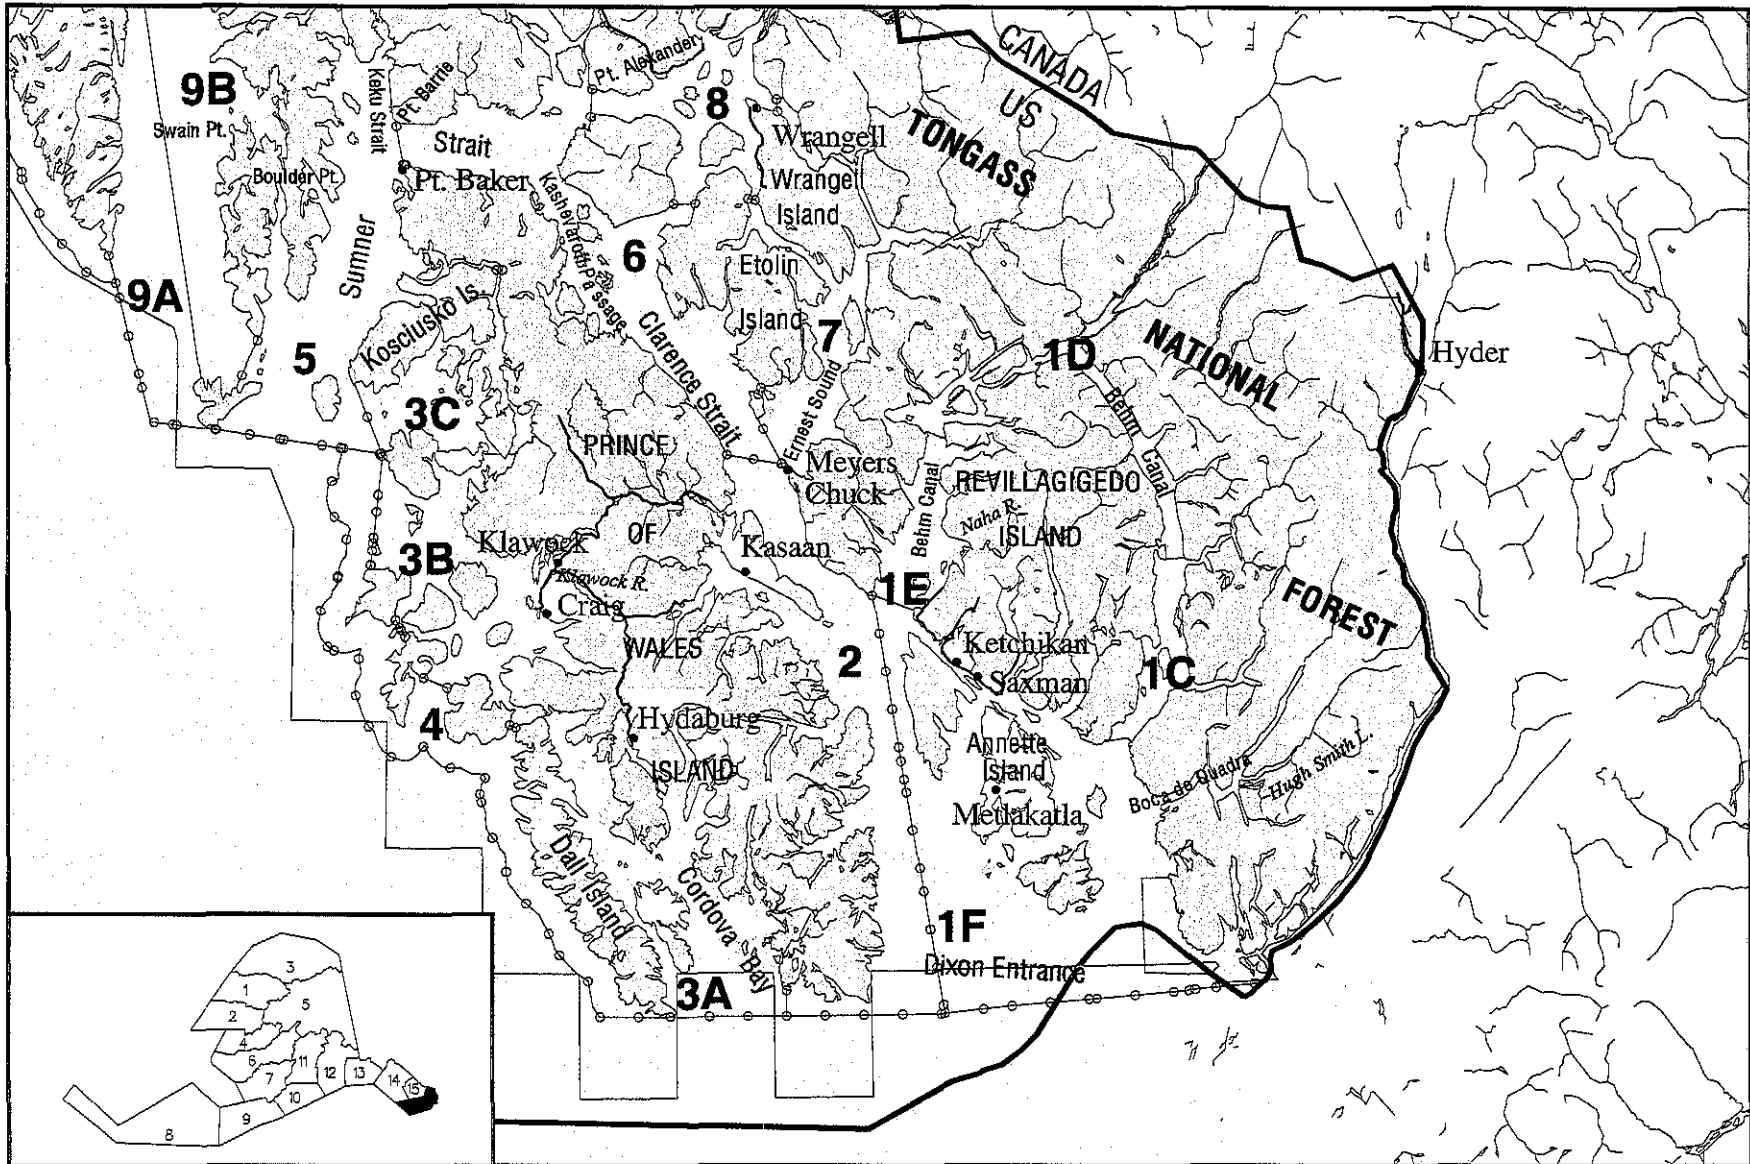 CANADA
US
TONGASS
NATIONAL
FOREST
9B
Swain Pt.
Keku Strait
Pt. Barrie
Pt. Alexander
8
Strait
Boulder Pt.
Pt. Baker
Wrangell
Wrangell
Island
Kashevaroff Passage
Sumner
6
Etolin
Island
9A
7
Kosciusko Is.
Clarence Strait
5
1D
Hyder
3C
Ernest Sound
Behm
Canal
PRINCE
Meyers
Chuck
Behm Canal
REVILLAGIGEDO
Naha R.
ISLAND
Klawock
OF
Kasaan
3B
Klawock R.
1E
Craig
WALES
Ketchikan
2
Saxman
1C
4
Hydaburg
ISLAND
Annette
Island
Boca de Quadra
Hugh Smith L.
Metlakatla
Dall Island
Cordova
Bay
1F
Dixon Entrance
3A
3
1
5
2
4
6
11
7
12
13
14
15
10
9
8